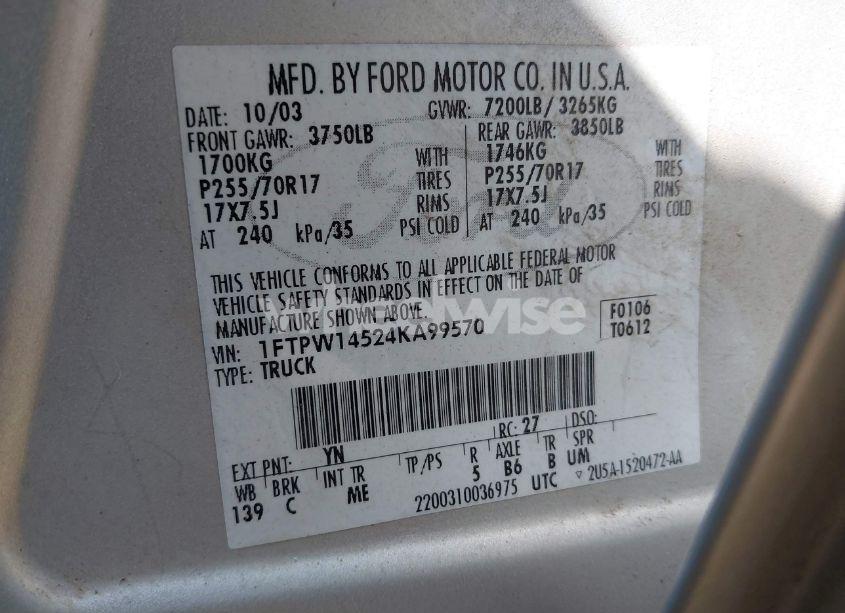 MFD. BY FORD MOTOR CO. IN U.S.A.
DATE: 10/03 GVWR: 7200LB/ 3265KG
FRONT GAWR: 3750LB REAR GAWR: 3850LB
1700KG WITH 1746KG WITH
P255/70R17 TIRES P255/70R17 TIRES
17X7.5J RIMS 17X7.5J RIMS
AT 240 kPa/35 PSI COLD AT 240 kPa/35 PSI COLD
Ford
THIS VEHICLE CONFORMS TO ALL APPLICABLE FEDERAL MOTOR
VEHICLE SAFETY STANDARDS IN EFFECT ON THE DATE OF
MANUFACTURE SHOWN ABOVE.
VIN: 1FTPW14524KA99570 F0106
TYPE: TRUCK T0612
RC: 27 DSO:
EXT PNT: YN
WB BRK INT TR TP/PS R AXLE TR SPR
139 C ME 5 B6 B UM
2200310036975 UTC ▽ 2U5A-1520472-AA